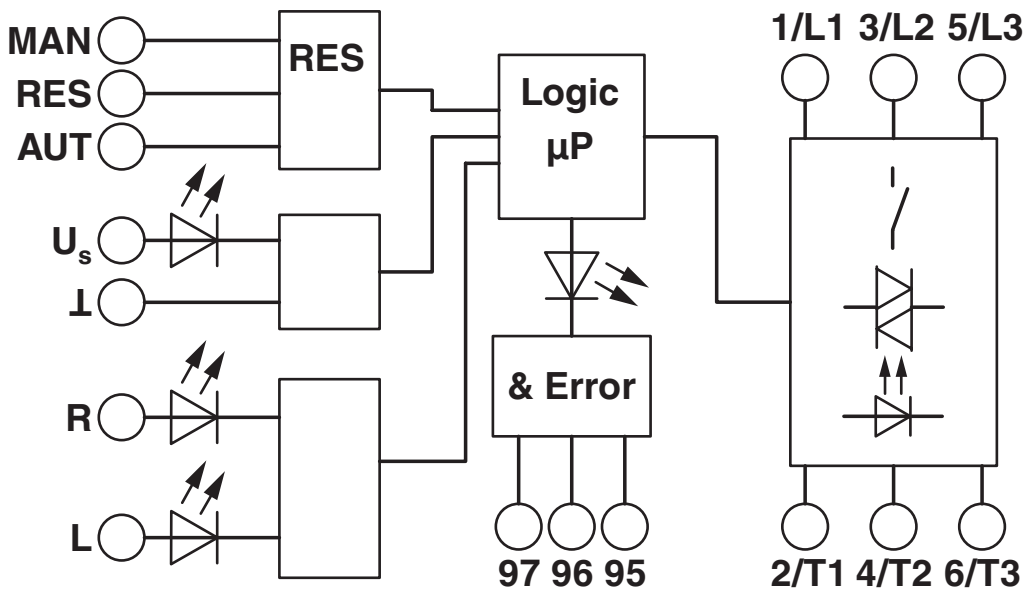 MAN
RES
AUT
RES
U_s
⊥
R
L
Logic
µP
& Error
97 96 95
1/L1 3/L2 5/L3
2/T1 4/T2 6/T3